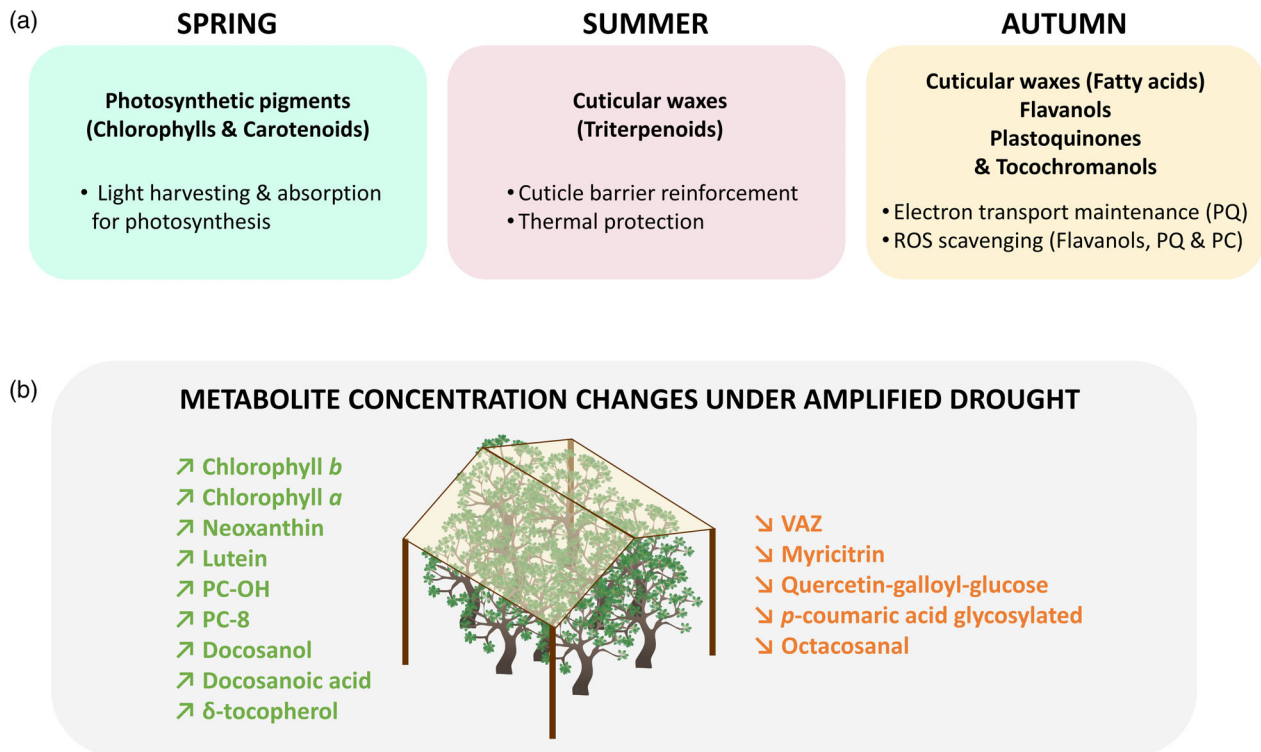 (a)
SPRING
SUMMER
AUTUMN
Photosynthetic pigments
(Chlorophylls & Carotenoids)
• Light harvesting & absorption
for photosynthesis
Cuticular waxes
(Triterpenoids)
• Cuticle barrier reinforcement
• Thermal protection
Cuticular waxes (Fatty acids)
Flavanols
Plastoquinones
& Tocochromanols
• Electron transport maintenance (PQ)
• ROS scavenging (Flavanols, PQ & PC)
(b)
METABOLITE CONCENTRATION CHANGES UNDER AMPLIFIED DROUGHT
↗ Chlorophyll b
↗ Chlorophyll a
↗ Neoxanthin
↗ Lutein
↗ PC-OH
↗ PC-8
↗ Docosanol
↗ Docosanoic acid
↗ δ-tocopherol
↘ VAZ
↘ Myricitrin
↘ Quercetin-galloyl-glucose
↘ p-coumaric acid glycosylated
↘ Octacosanal